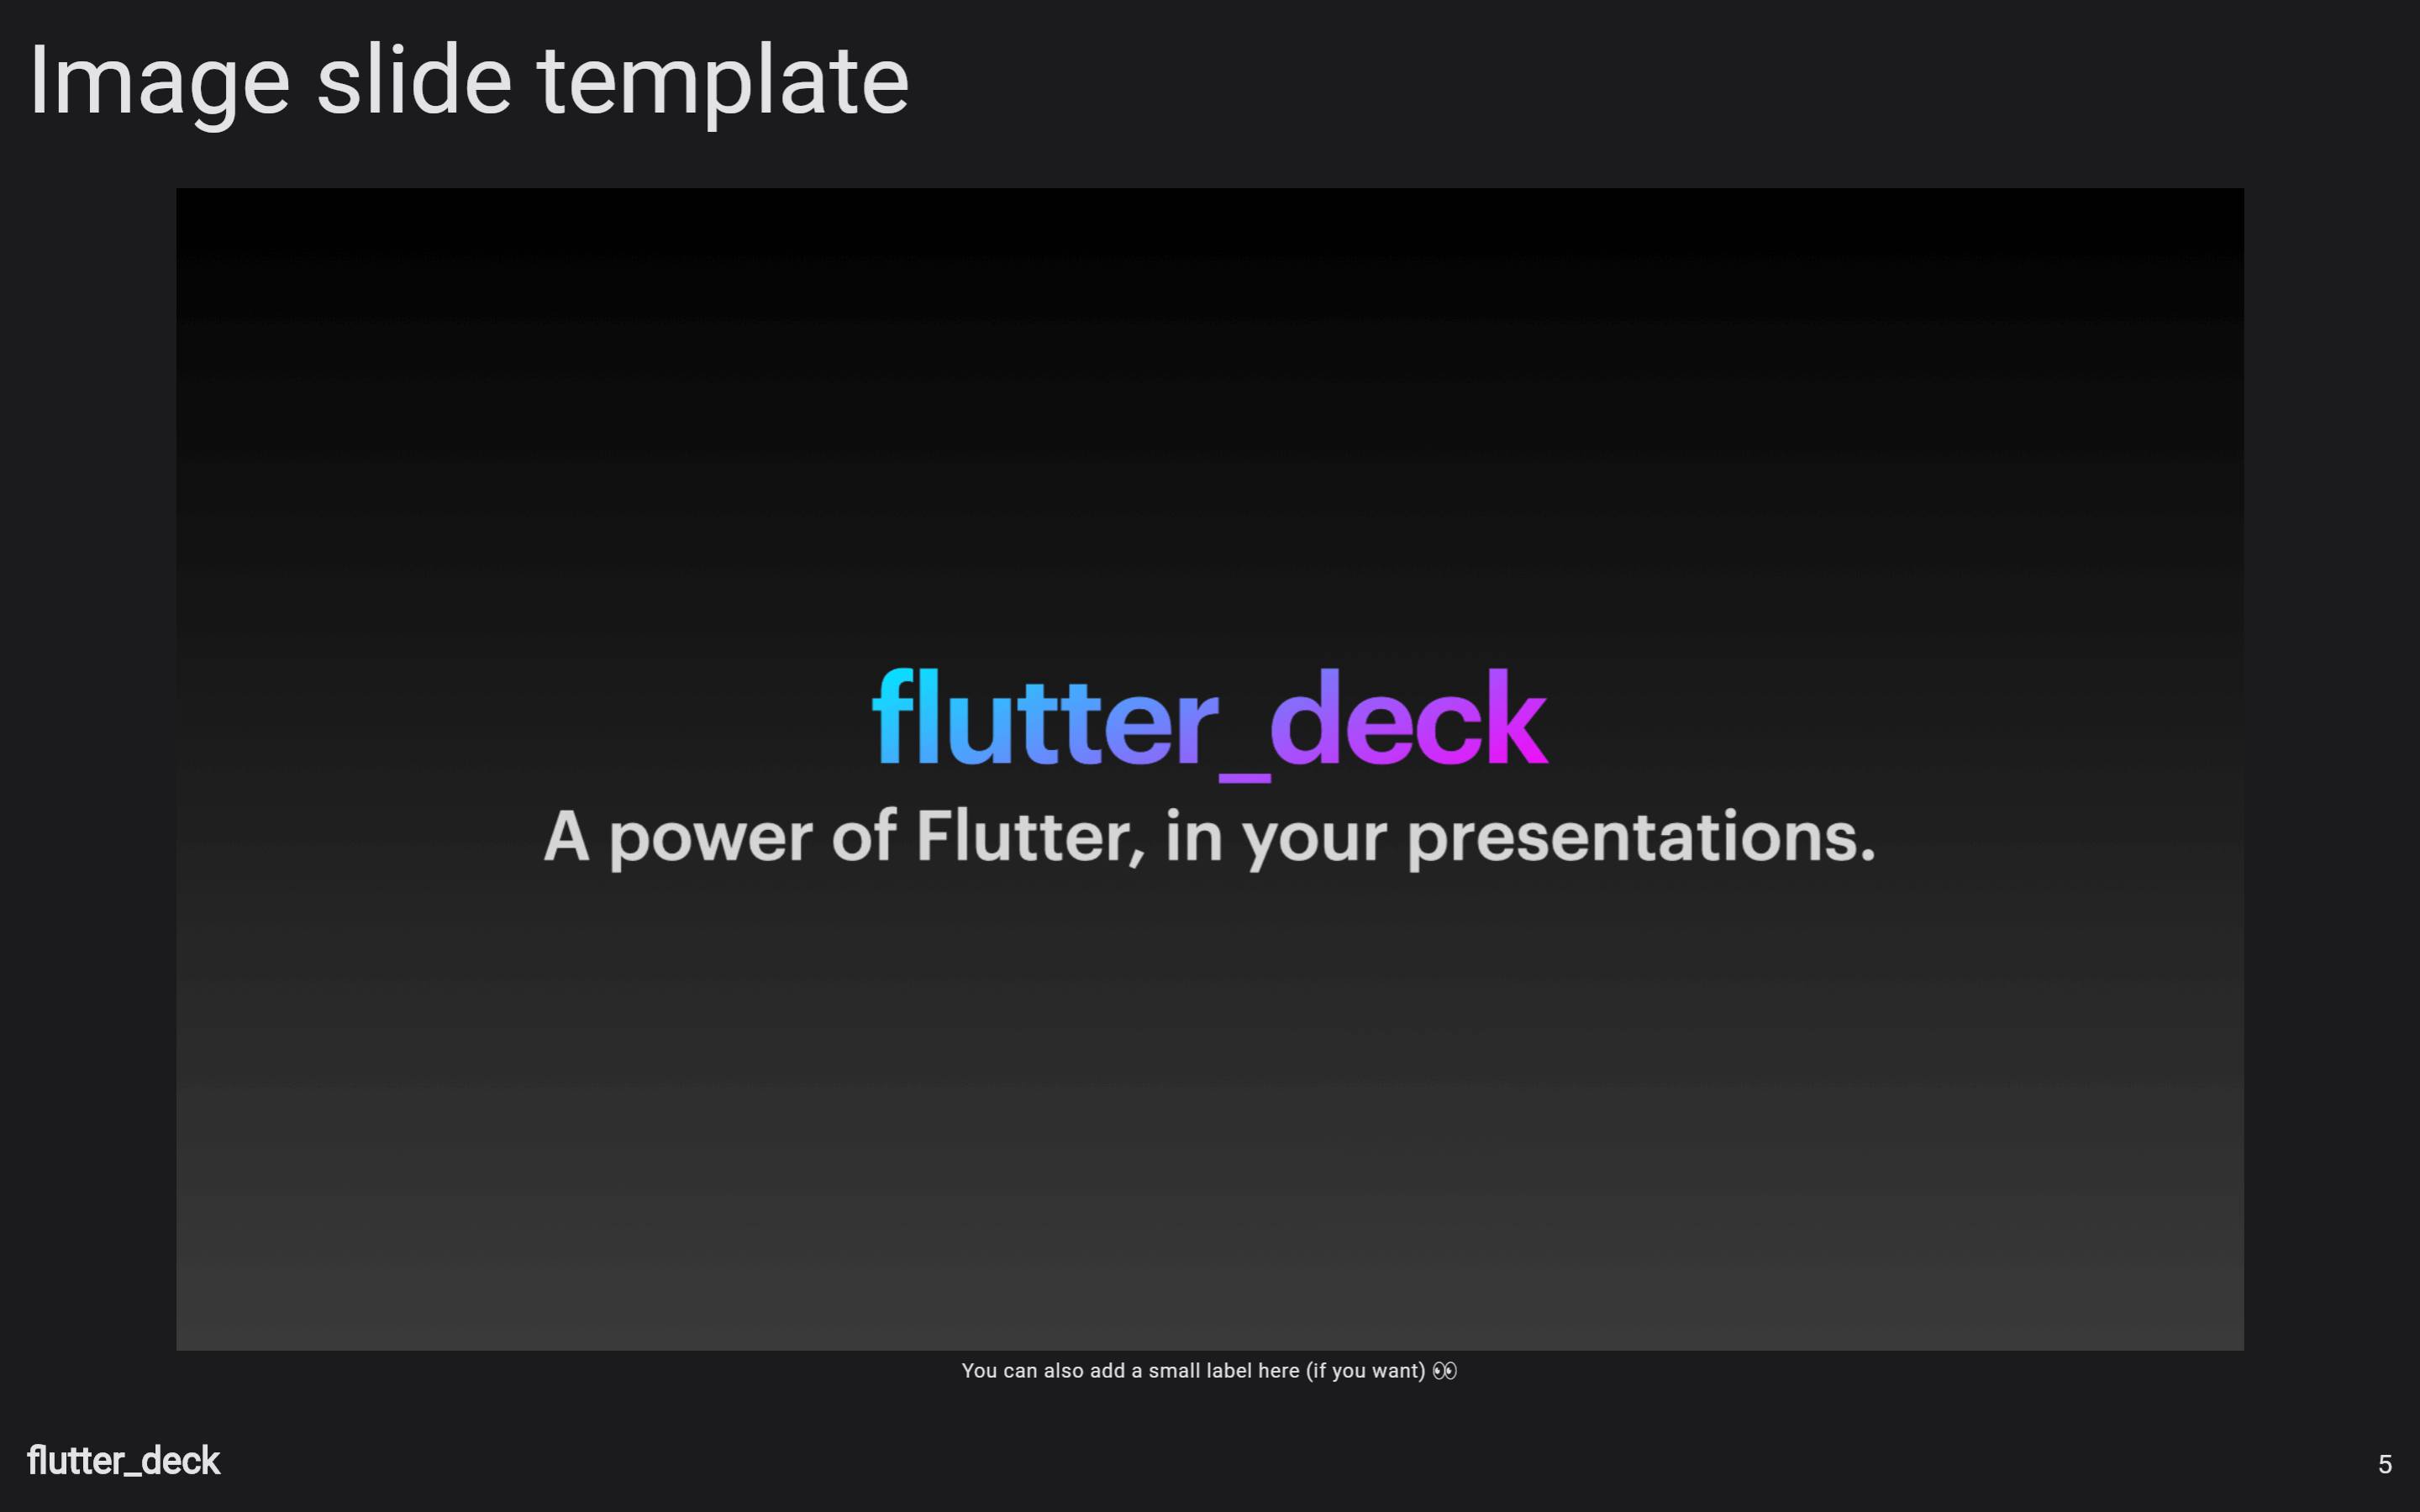 Image slide template
flutter_deck
A power of Flutter, in your presentations.
You can also add a small label here (if you want) 👀
flutter_deck
5